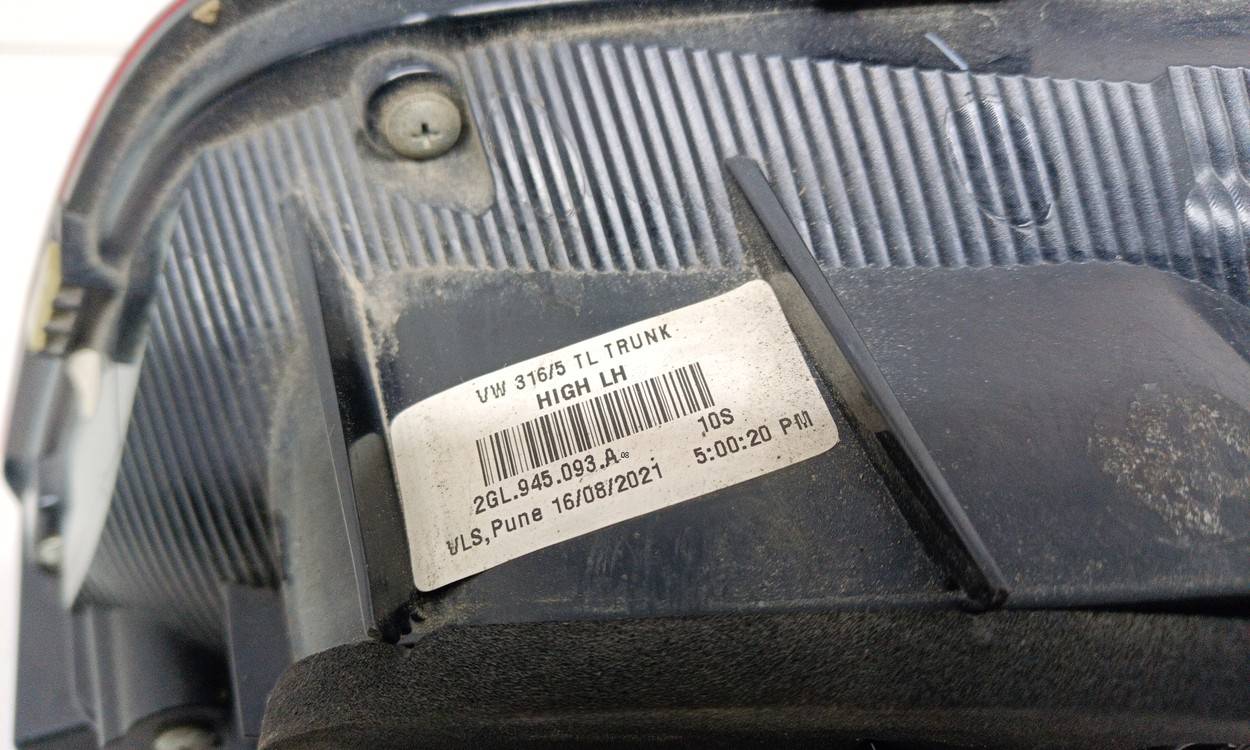 VW 316/5 TL TRUNK
HIGH LH
10S
2GL.945.093.A 08
VLS,Pune 16/08/2021 5:00:20 PM